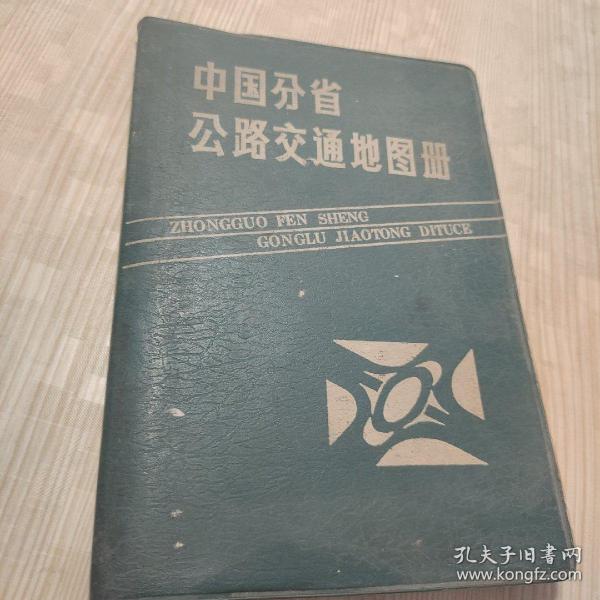 中国分省
公路交通地图册
ZHONGGUO FEN SHENG
GONGLU JIAOTONG DITUCE
孔夫子旧书网
www.kongfz.com